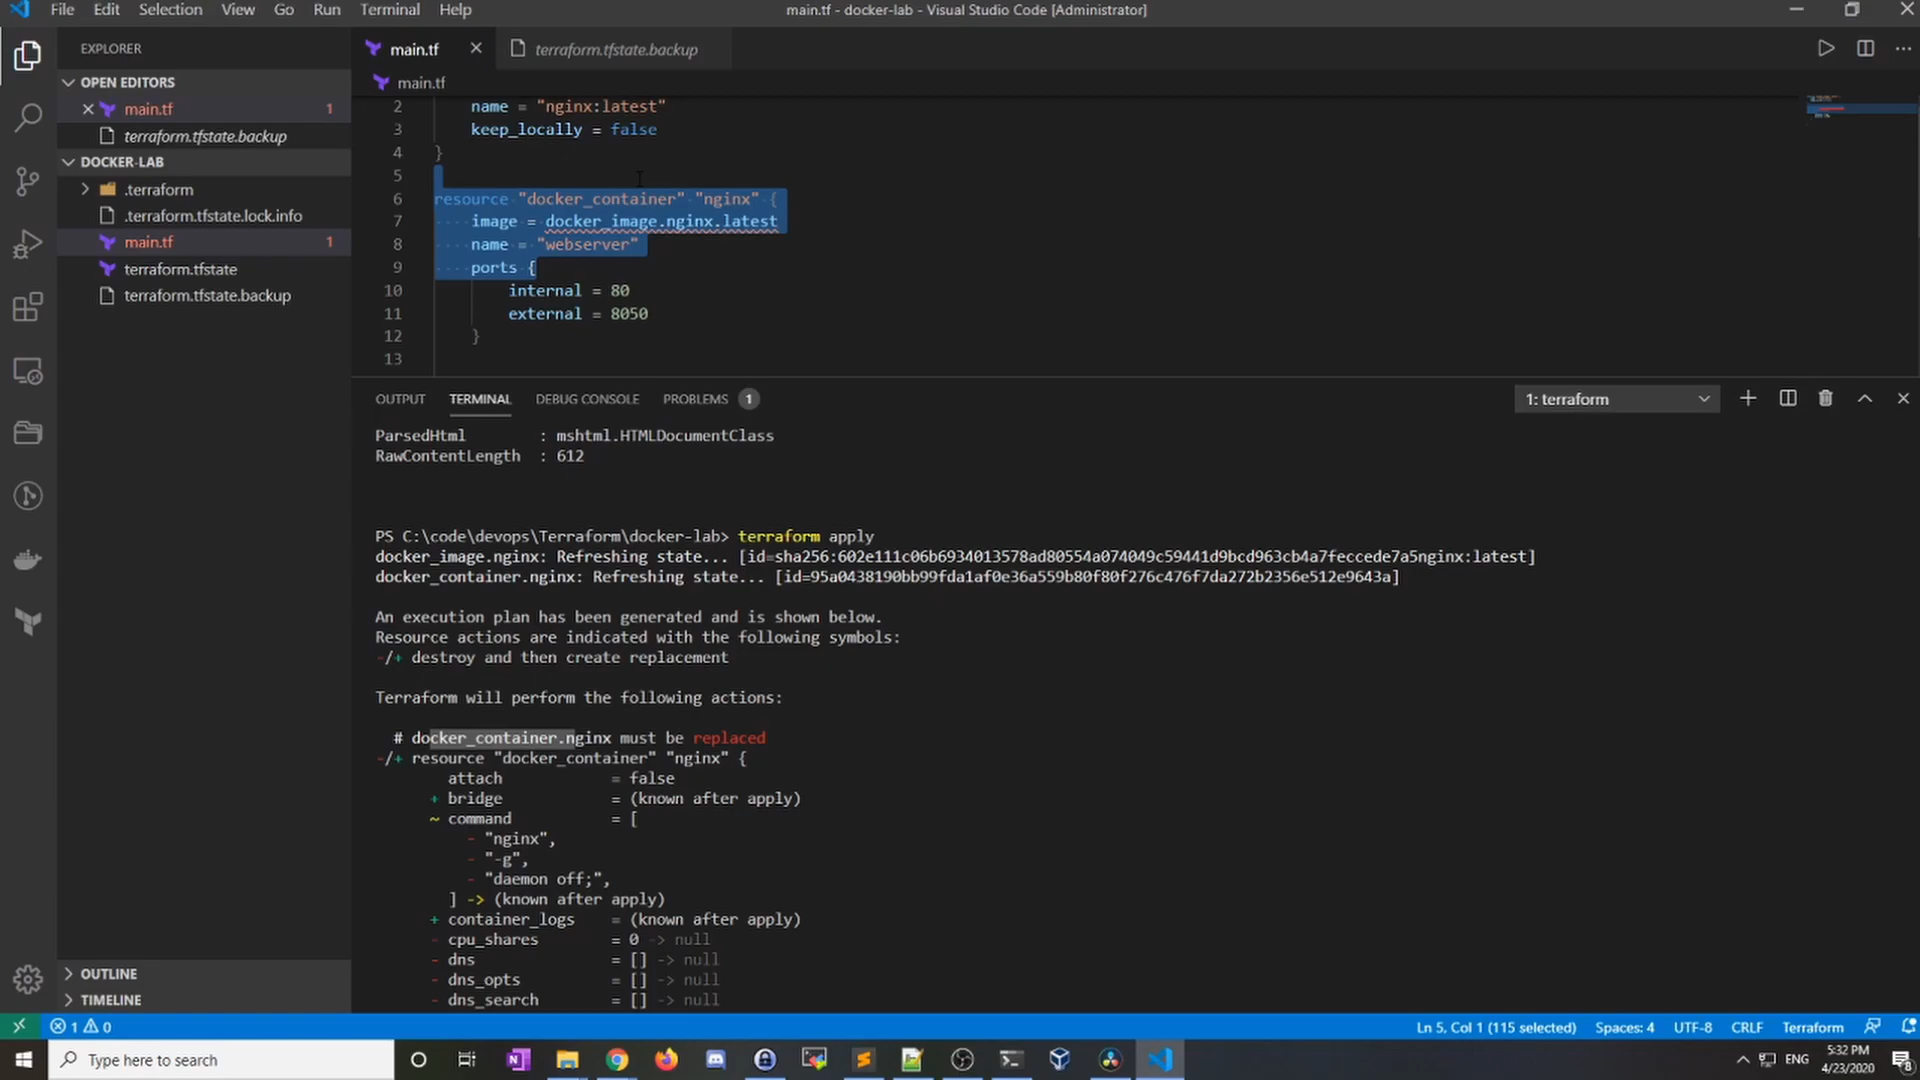 File Edit Selection View Go Run Terminal Help
main.tf - docker-lab - Visual Studio Code [Administrator]
EXPLORER
OPEN EDITORS
main.tf 1
terraform.tfstate.backup
DOCKER-LAB
.terraform
.terraform.tfstate.lock.info
main.tf 1
terraform.tfstate
terraform.tfstate.backup
OUTLINE
TIMELINE
main.tf
terraform.tfstate.backup
main.tf
2 name = "nginx:latest"
3 keep_locally = false
4 }
5
6 resource "docker_container" "nginx" {
7 image = docker_image.nginx.latest
8 name = "webserver"
9 ports {
10 internal = 80
11 external = 8050
12 }
13
OUTPUT TERMINAL DEBUG CONSOLE PROBLEMS 1
1: terraform
ParsedHtml : mshtml.HTMLDocumentClass
RawContentLength : 612
PS C:\code\devops\Terraform\docker-lab> terraform apply
docker_image.nginx: Refreshing state... [id=sha256:602e111c06b6934013578ad80554a074049c59441d9bcd963cb4a7feccede7a5nginx:latest]
docker_container.nginx: Refreshing state... [id=95a0438190bb99fda1af0e36a559b80f80f276c476f7da272b2356e512e9643a]
An execution plan has been generated and is shown below.
Resource actions are indicated with the following symbols:
-/+ destroy and then create replacement
Terraform will perform the following actions:
# docker_container.nginx must be replaced
-/+ resource "docker_container" "nginx" {
attach = false
+ bridge = (known after apply)
~ command = [
- "nginx",
- "-g",
- "daemon off;",
] -> (known after apply)
+ container_logs = (known after apply)
- cpu_shares = 0 -> null
- dns = [] -> null
- dns_opts = [] -> null
- dns_search = [] -> null
1 0
Ln 5, Col 1 (115 selected) Spaces: 4 UTF-8 CRLF Terraform
Type here to search
ENG
5:32 PM
4/23/2020
8